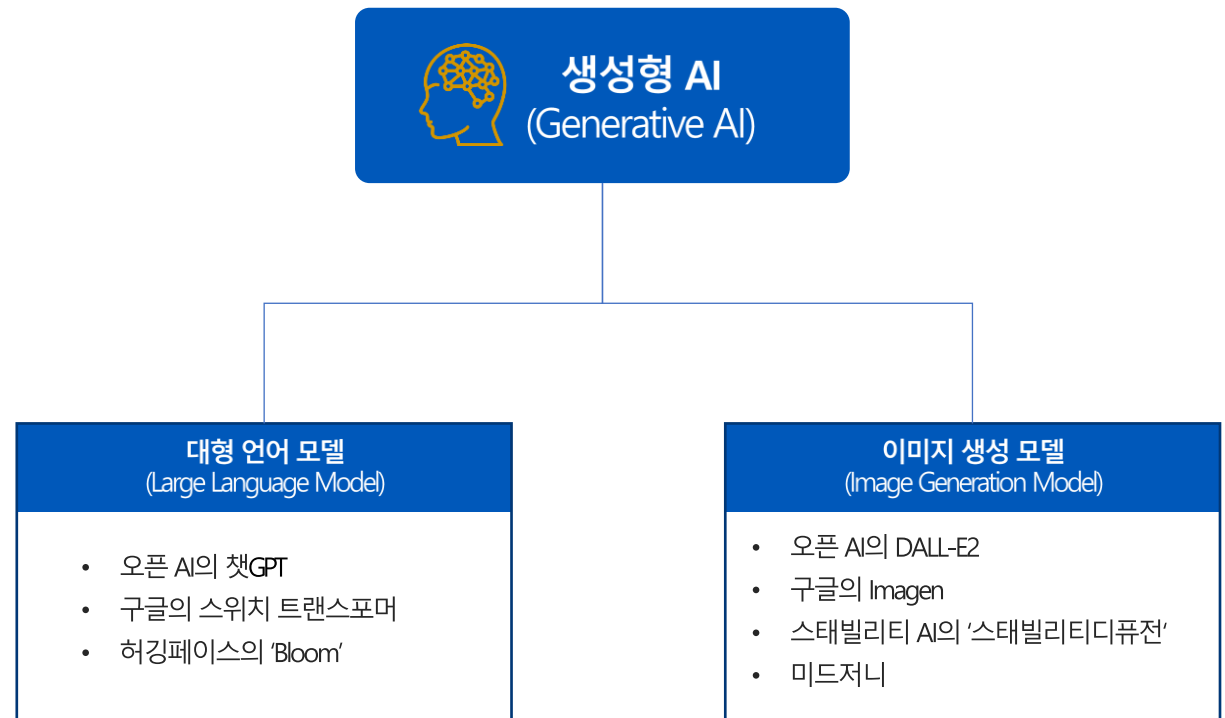 생성형 AI
(Generative AI)
대형 언어 모델
(Large Language Model)
• 오픈 AI의 챗GPT
• 구글의 스위치 트랜스포머
• 허깅페이스의 ‘Bloom’
이미지 생성 모델
(Image Generation Model)
• 오픈 AI의 DALL-E2
• 구글의 Imagen
• 스태빌리티 AI의 ‘스태빌리티디퓨전‘
• 미드저니